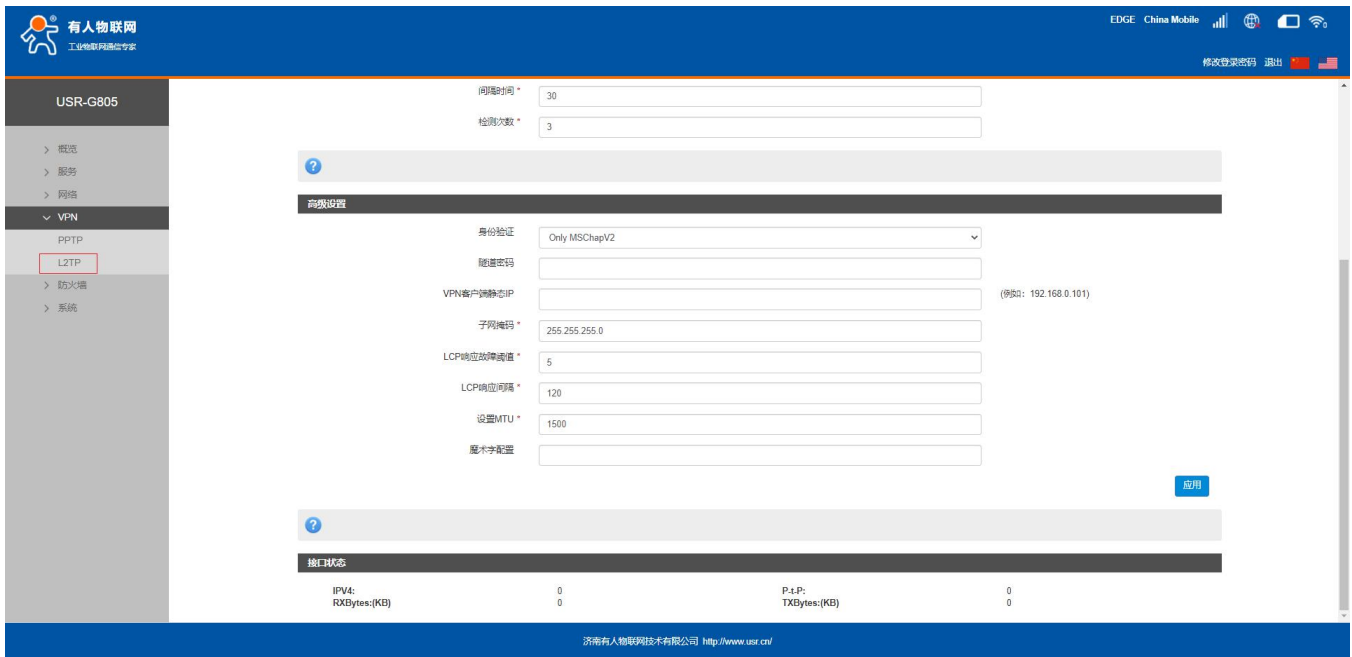 有人物联网
工业物联网通信专家
EDGE China Mobile
修改登录密码 退出
USR-G805
概览
服务
网络
VPN
PPTP
L2TP
防火墙
系统
间隔时间 * 30
检测次数 * 3
高级设置
身份验证 Only MSChapV2
隧道密码
VPN客户端静态IP (例如：192.168.0.101)
子网掩码 * 255.255.255.0
LCP响应故障阈值 * 5
LCP响应间隔 * 120
设置MTU * 1500
魔术字配置
应用
接口状态
IPV4: 0 P-t-P: 0
RXBytes:(KB) 0 TXBytes:(KB) 0
济南有人物联网技术有限公司 http://www.usr.cn/